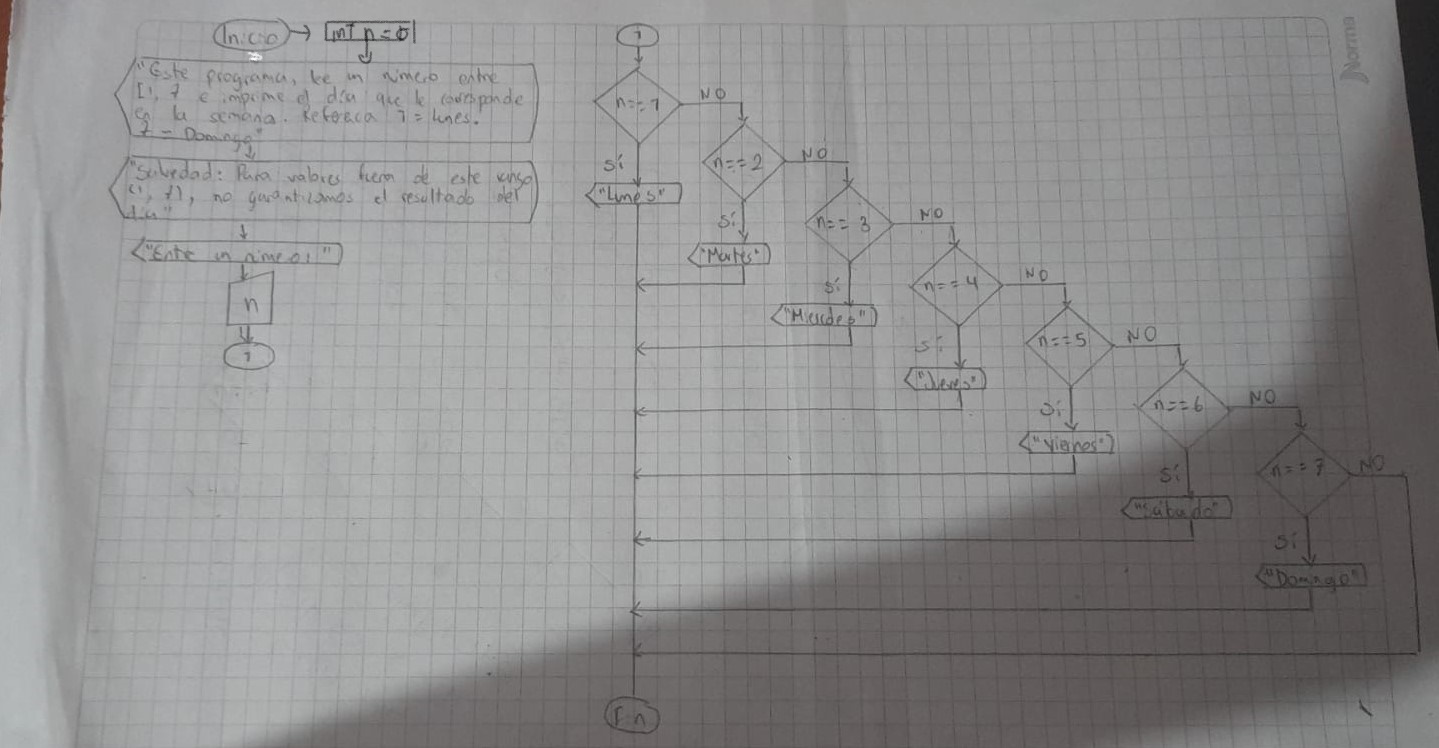 Inicio
int n = 0
"Este programa, lee un número entre
[1, 7 e imprime el día que le corresponde
en la semana. Referencia 1 = lunes.
7 - Domingo"
"Salvedad: Para valores fuera de este rango
(1, 7), no garantizamos el resultado del
día"
"Entre un número:"
n
1
1
n == 1
NO
Sí
"Lunes"
n == 2
NO
Sí
"Martes"
n == 3
NO
Sí
"Miercoles"
n == 4
NO
Sí
"Jueves"
n == 5
NO
Sí
"Viernes"
n == 6
NO
Sí
"Sábado"
n == 7
NO
Sí
"Domingo"
Fin
Norma